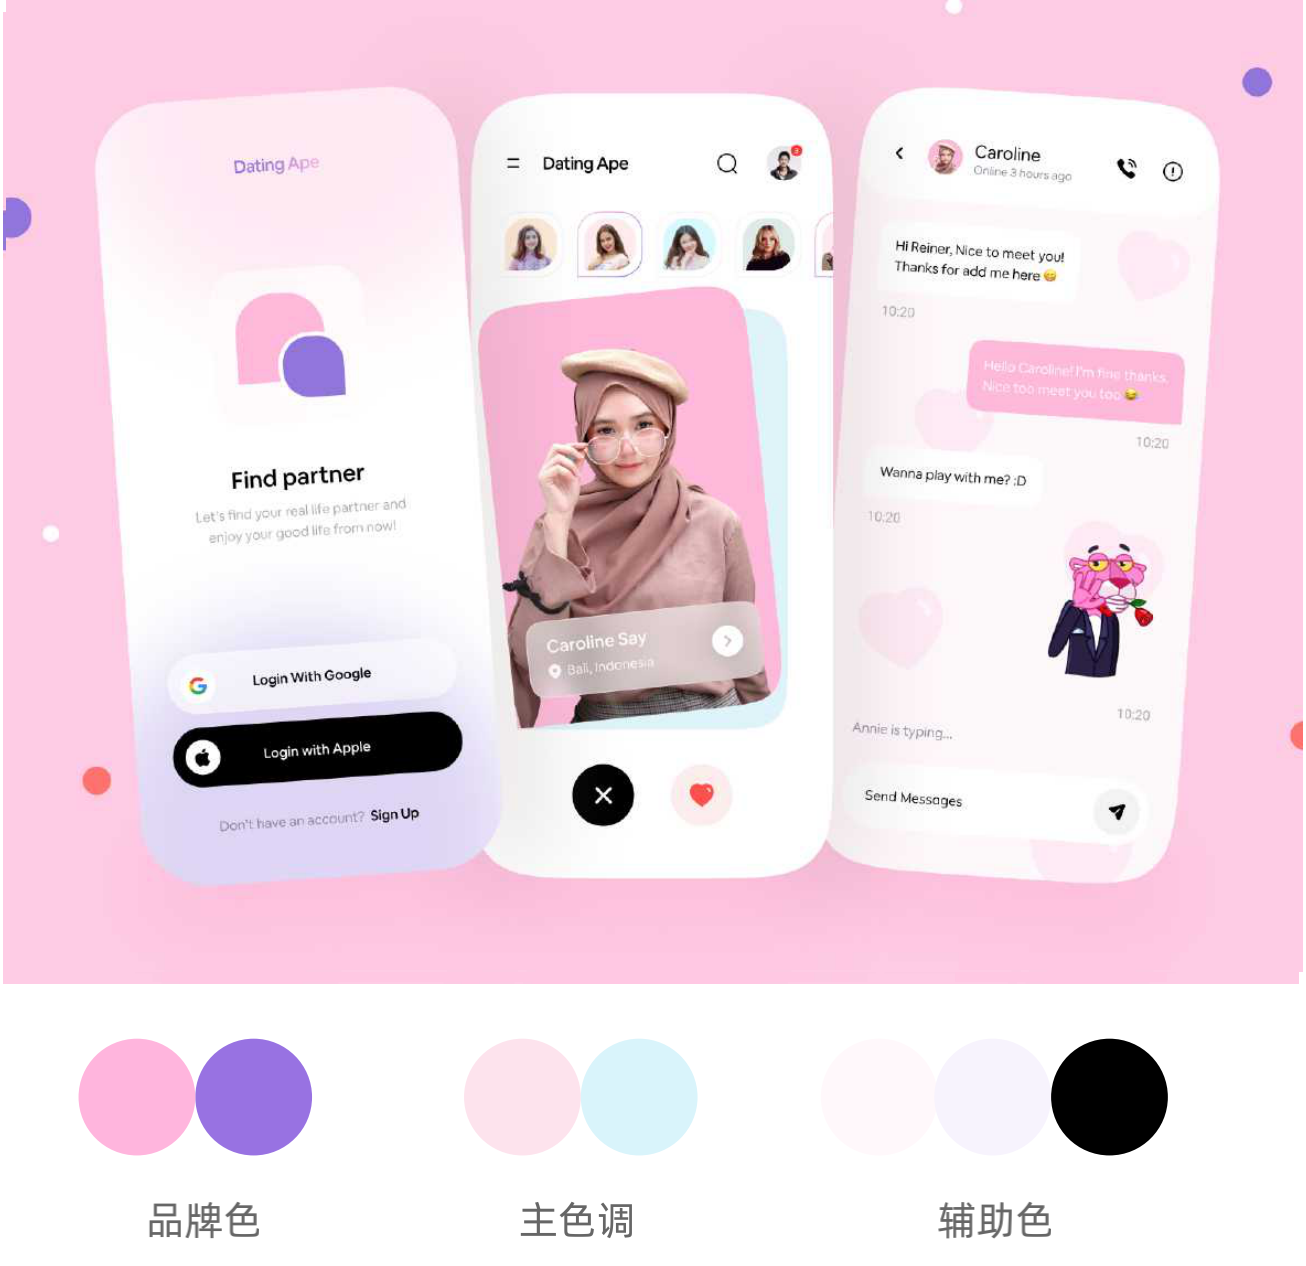 Dating Ape
Find partner
Let's find your real life partner and
enjoy your good life from now!
Login With Google
Login with Apple
Don't have an account? Sign Up
Dating Ape
2
Caroline Say
Bali, Indonesia
Caroline
Online 3 hours ago
Hi Reiner, Nice to meet you!
Thanks for add me here 😄
10:20
Hello Caroline! I'm fine thanks.
Nice too meet you too 😂
10:20
Wanna play with me? :D
10:20
10:20
Annie is typing...
Send Messages
品牌色
主色调
辅助色